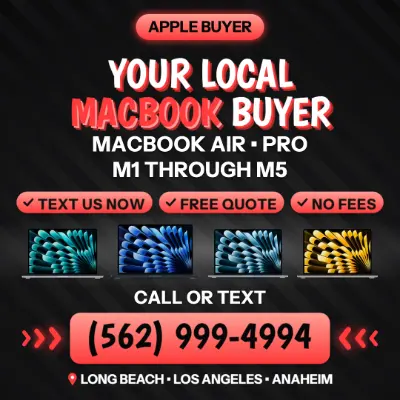 APPLE BUYER
YOUR LOCAL
MACBOOK BUYER
MACBOOK AIR ▪ PRO
M1 THROUGH M5
✓ TEXT US NOW ✓ FREE QUOTE ✓ NO FEES
CALL OR TEXT
(562) 999-4994
LONG BEACH ▪ LOS ANGELES ▪ ANAHEIM